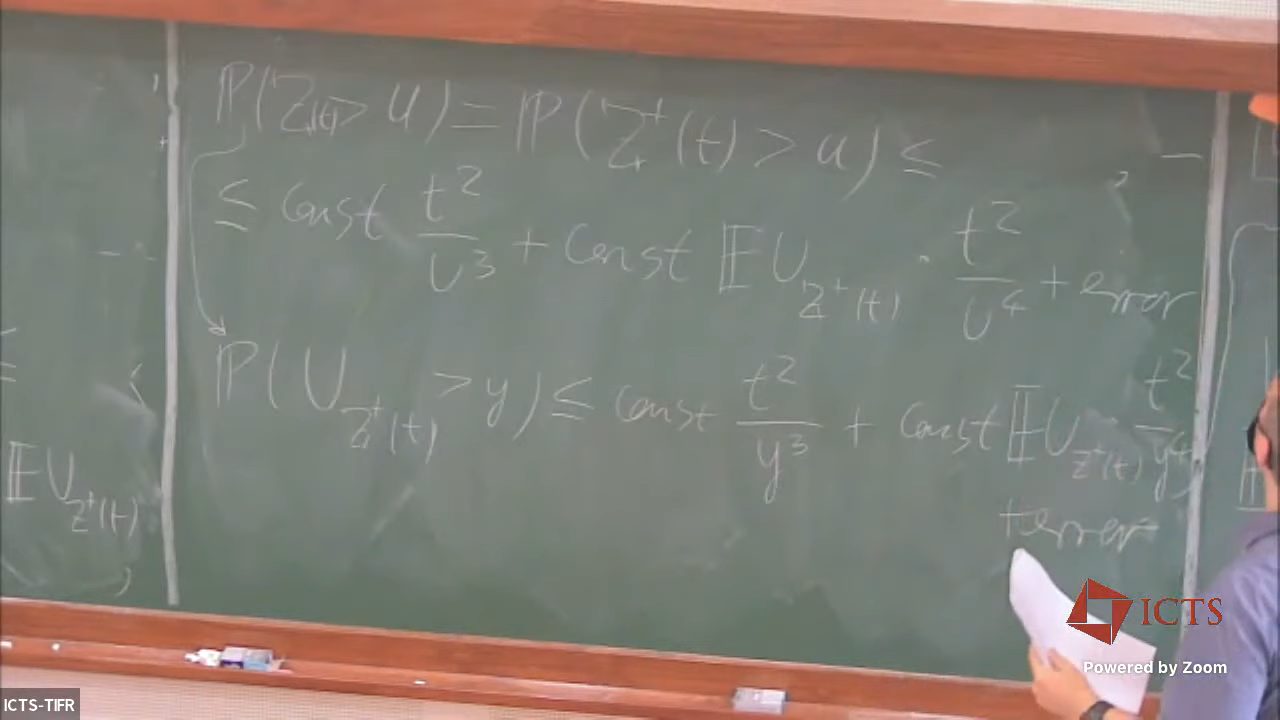 ℙ(Z(t) > u) = ℙ(Z⁺(t) > u) ≤
≤ const t²/u³ + const 𝔼U_{Z⁺(t)} · t²/u⁴ + error
ℙ(U_{Z⁺(t)} > y) ≤ const t²/y³ + const 𝔼U_{Z⁺(t)} · t²/y⁴
+ error
𝔼U_{Z⁺(t)}
ICTS
Powered by Zoom
ICTS-TIFR